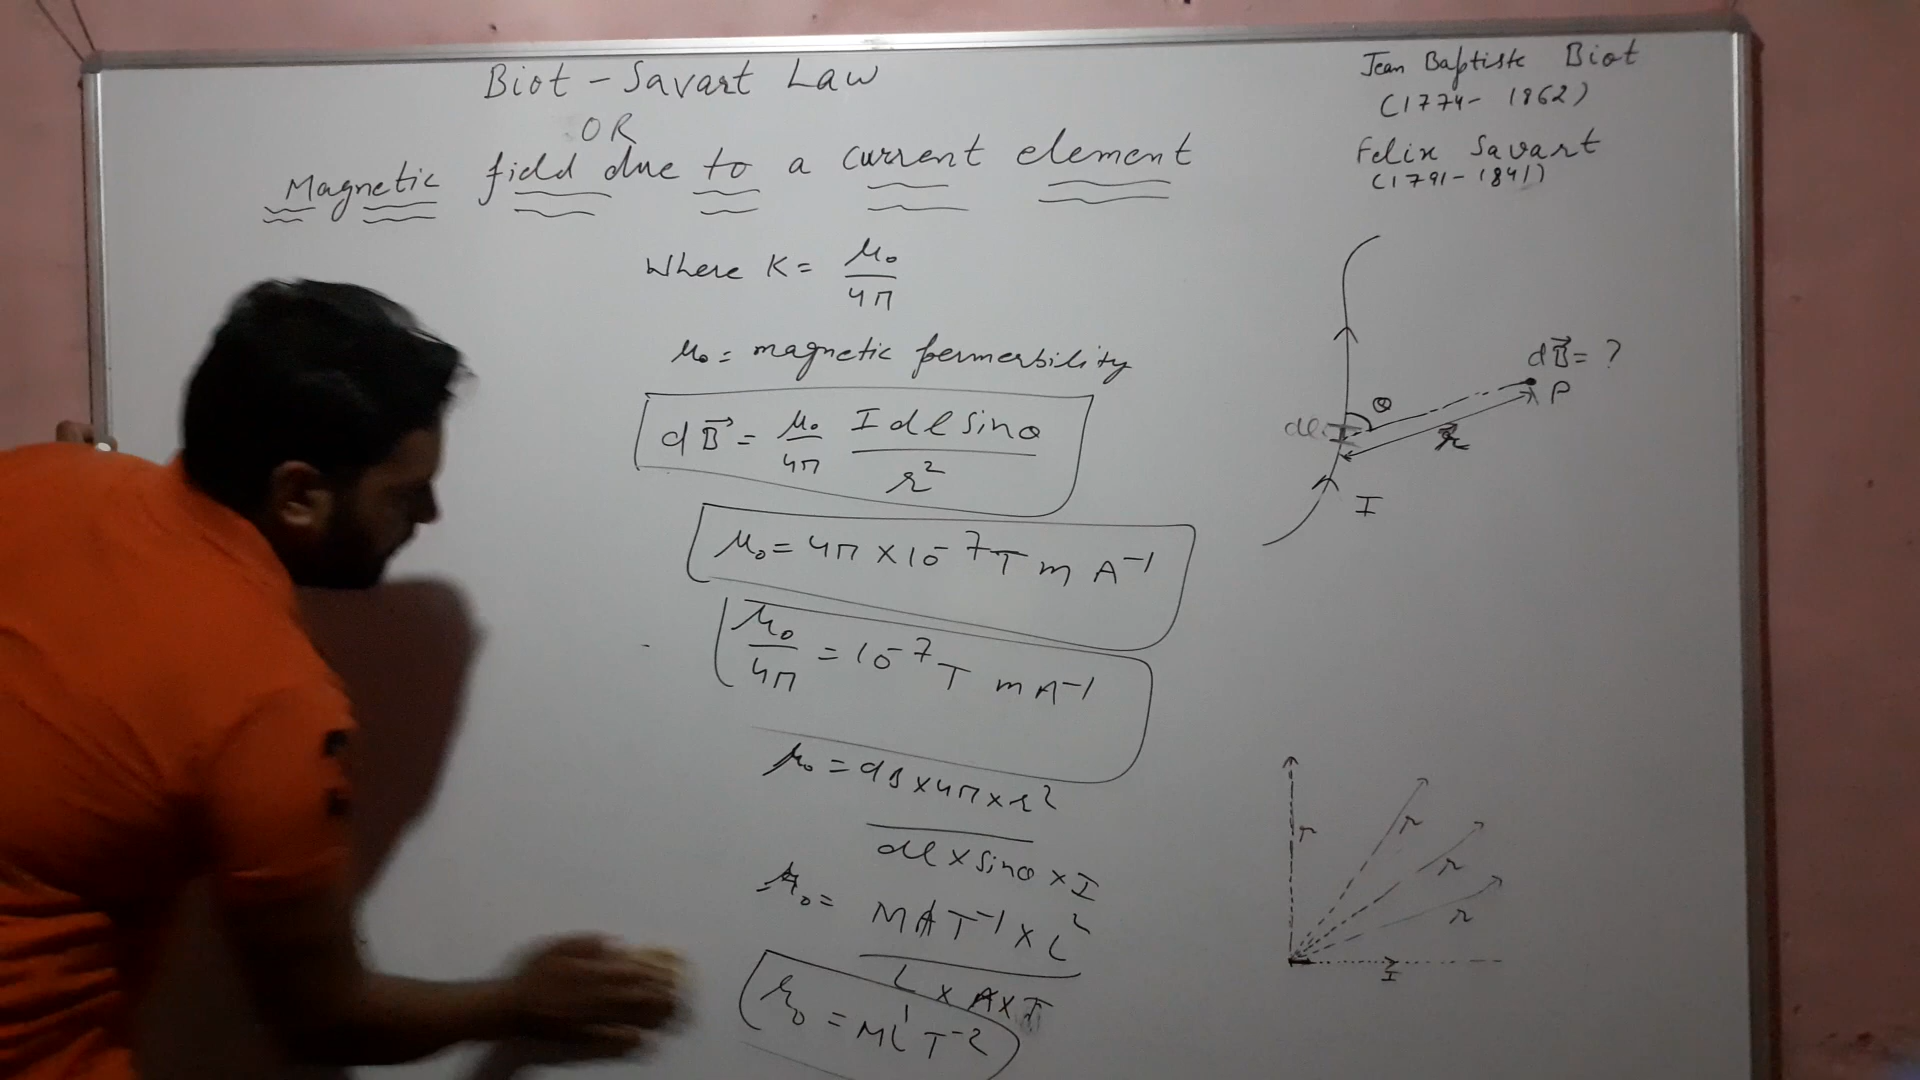 Biot - Savart Law
OR
Magnetic field due to a current element
Jean Baptiste Biot
(1774 - 1862)
Felix Savart
(1791 - 1841)
Where K = μ₀
4π
μ₀ = magnetic permerbility
dB⃗ = μ₀/4π I dl sinθ/r²
μ₀ = 4π × 10⁻⁷ T m A⁻¹
μ₀/4π = 10⁻⁷ T m A⁻¹
μ₀ = dB × 4π × r²
dl × sinθ × I
μ₀ = M A T⁻¹ × L²
L × A × T
μ₀ = M L¹ T⁻²
dB⃗ = ?
P
θ
dl
r
I
r
r
r
r
I